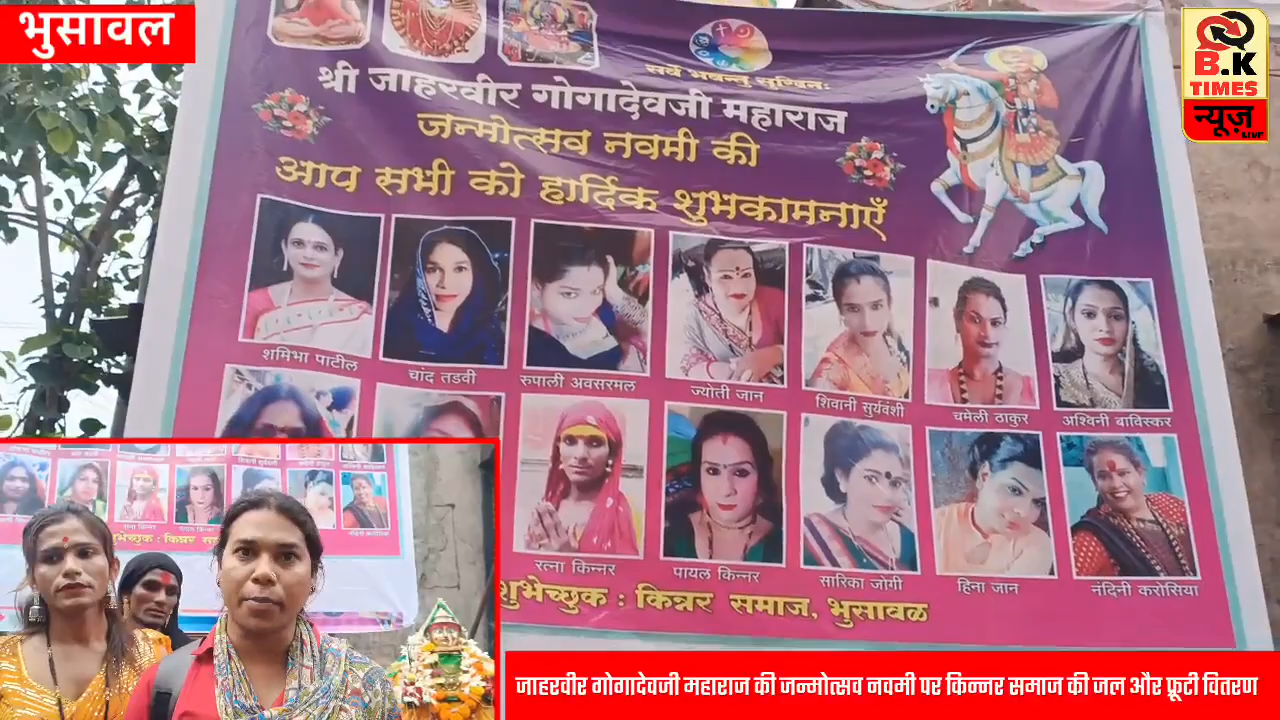 भुसावल
B.K
TIMES
न्यूज़
LIVE
सर्वे भवन्तु सुखिनः
श्री जाहरवीर गोगादेवजी महाराज
जन्मोत्सव नवमी की
आप सभी को हार्दिक शुभकामनाएँ
शमिभा पाटील
चांद तडवी
रुपाली अवसरमल
ज्योती जान
शिवानी सुर्यवंशी
चमेली ठाकुर
अश्विनी बाविस्कर
रत्ना किन्नर
पायल किन्नर
सारिका जोगी
हिना जान
नंदिनी करोसिया
शुभेच्छुक : किन्नर समाज, भुसावळ
जाहरवीर गोगादेवजी महाराज की जन्मोत्सव नवमी पर किन्नर समाज की जल और फ्रूटी वितरण